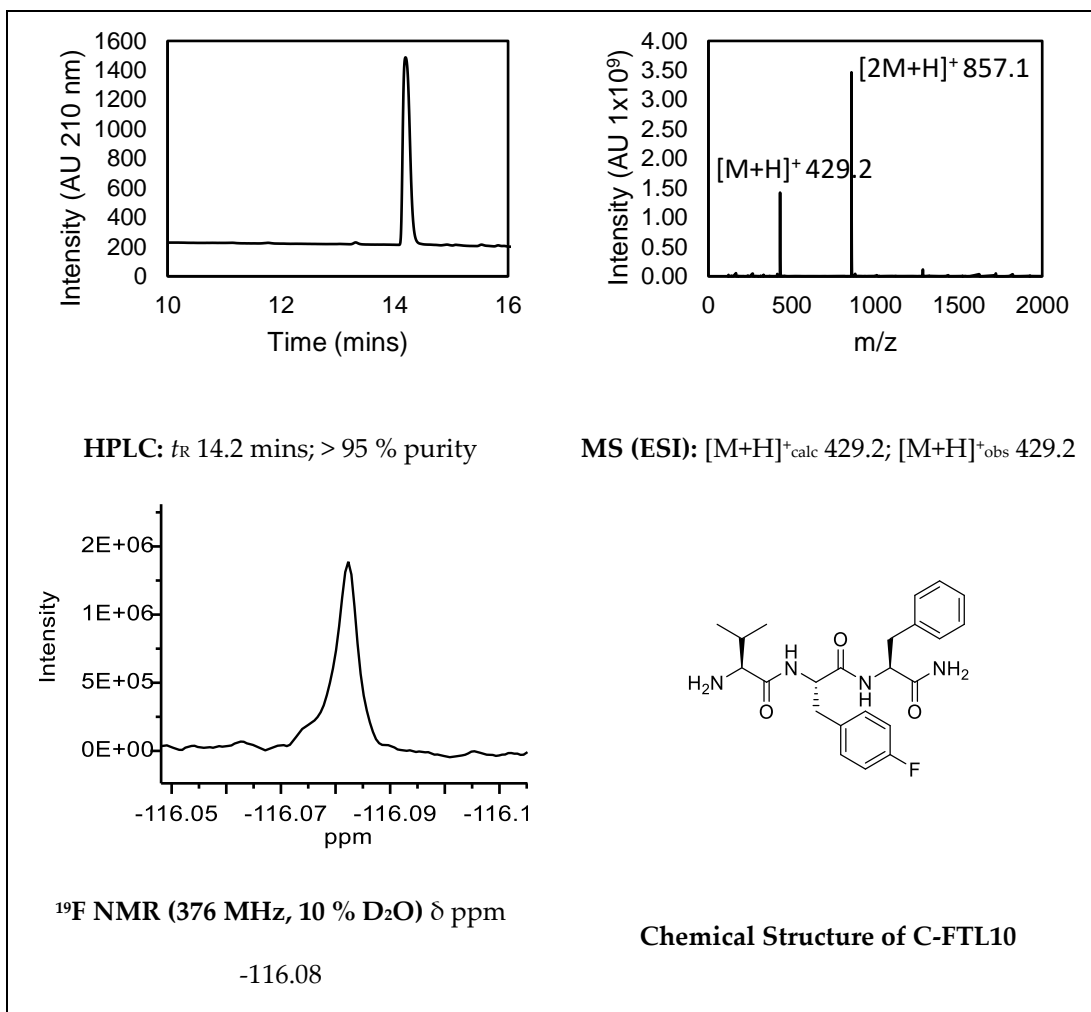 1600
1400
1200
1000
800
600
400
200
0
Intensity (AU 210 nm)
10 12 14 16
Time (mins)
4.00
3.50
3.00
2.50
2.00
1.50
1.00
0.50
0.00
Intensity (AU 1x10⁹)
[2M+H]⁺ 857.1
[M+H]⁺ 429.2
0 500 1000 1500 2000
m/z
HPLC: tR 14.2 mins; > 95 % purity
MS (ESI): [M+H]⁺calc 429.2; [M+H]⁺obs 429.2
2E+06
1E+06
5E+05
0E+00
Intensity
-116.05 -116.07 -116.09 -116.1
ppm
H₂N
O
H
N
O
N
H
O
NH₂
F
¹⁹F NMR (376 MHz, 10 % D₂O) δ ppm
-116.08
Chemical Structure of C-FTL10